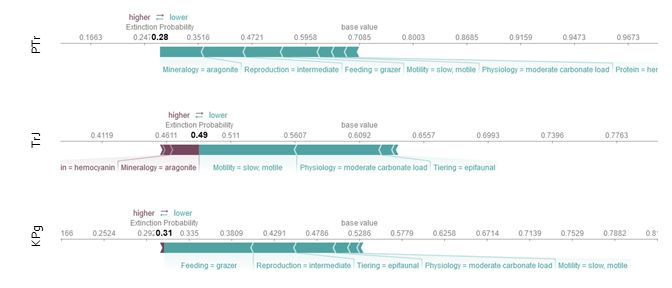 higher ⇄ lower
Extinction Probability
base value
0.1663 0.247 0.28 0.3516 0.4721 0.5958 0.7085 0.8003 0.8685 0.9159 0.9473 0.9673
PTr
Mineralogy = aragonite Reproduction = intermediate Feeding = grazer Motility = slow, motile Physiology = moderate carbonate load Protein = her
higher ⇄ lower
Extinction Probability
base value
0.4119 0.4611 0.49 0.511 0.5607 0.6092 0.6557 0.6993 0.7396 0.7763
TrJ
in = hemocyanin Mineralogy = aragonite Motility = slow, motile Physiology = moderate carbonate load Tiering = epifaunal
higher ⇄ lower
Extinction Probability
base value
166 0.2524 0.292 0.31 0.335 0.3809 0.4291 0.4786 0.5286 0.5779 0.6258 0.6714 0.7139 0.7529 0.7882 0.81
KPg
Feeding = grazer Reproduction = intermediate Tiering = epifaunal Physiology = moderate carbonate load Motility = slow, motile